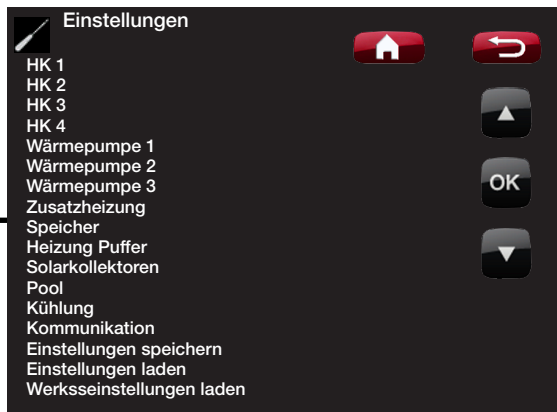 Einstellungen
HK 1
HK 2
HK 3
HK 4
Wärmepumpe 1
Wärmepumpe 2
Wärmepumpe 3
Zusatzheizung
Speicher
Heizung Puffer
Solarkollektoren
Pool
Kühlung
Kommunikation
Einstellungen speichern
Einstellungen laden
Werksseinstellungen laden
OK